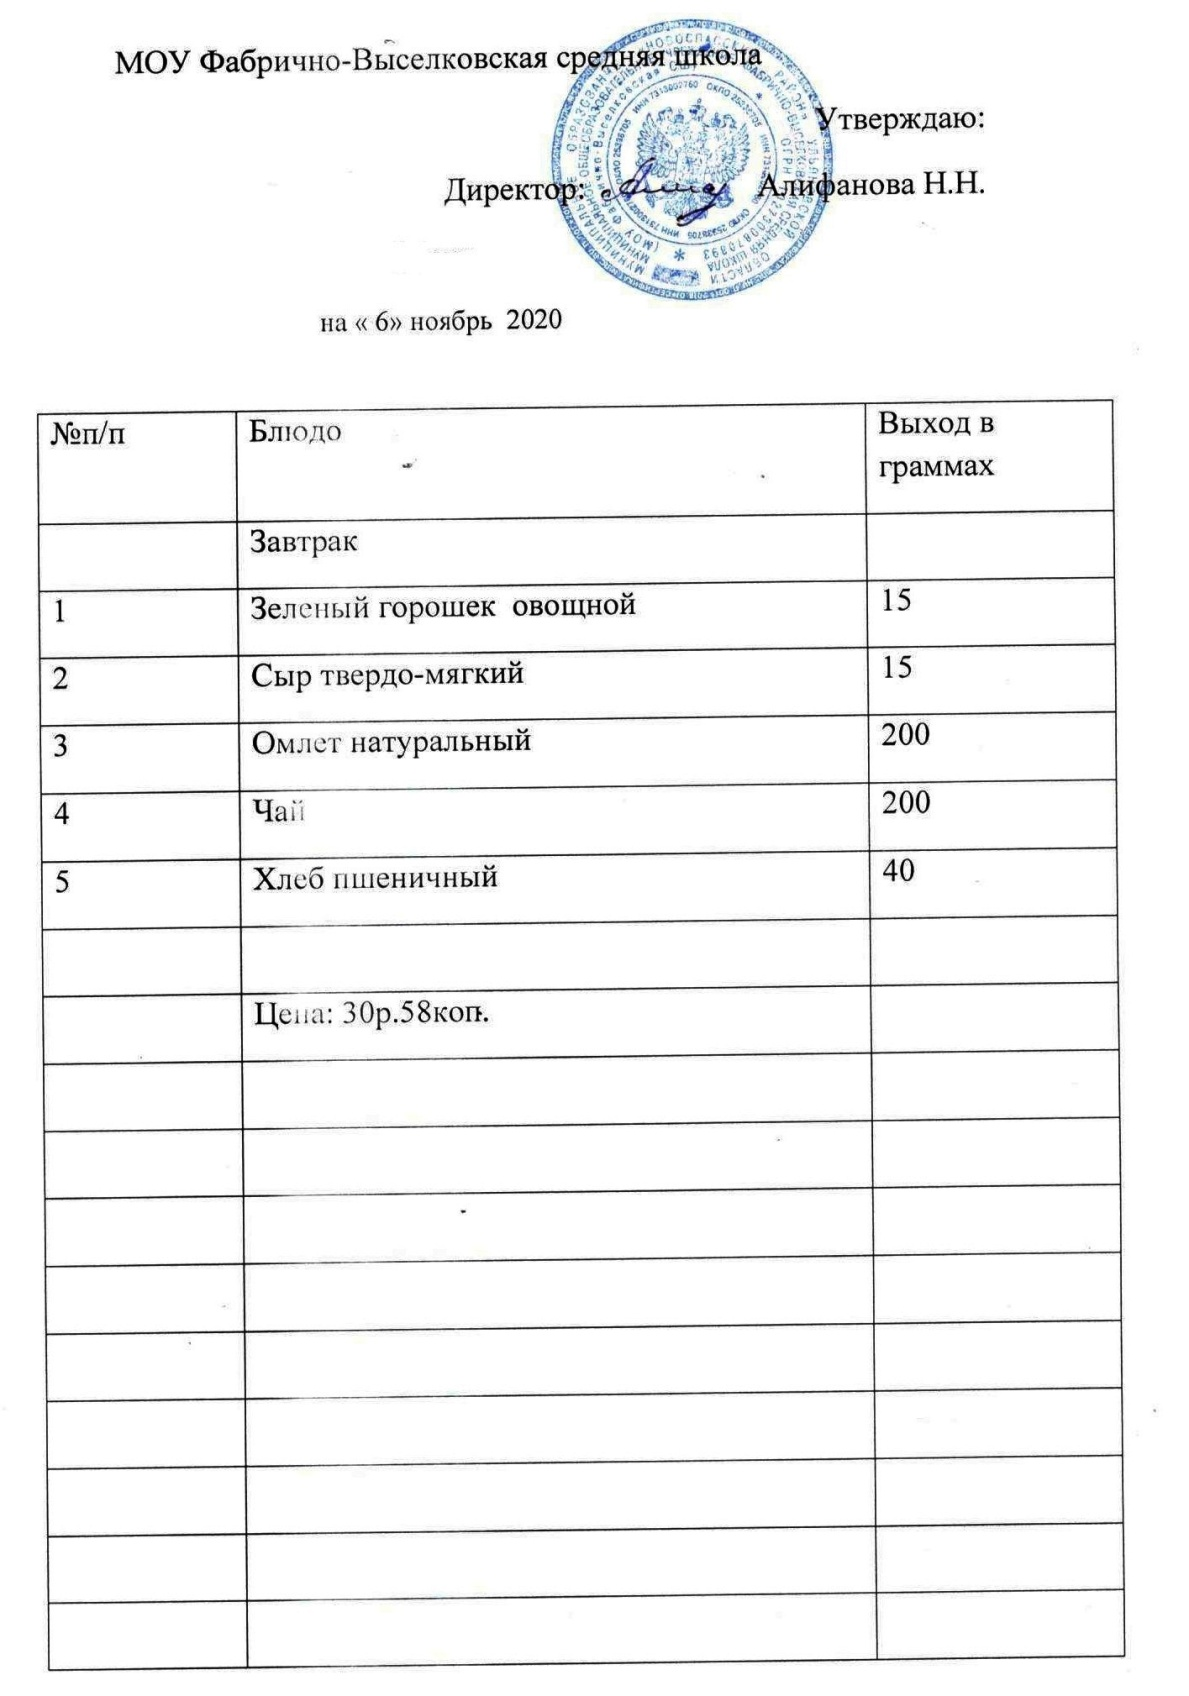 МОУ Фабрично-Выселковская средняя школа
Утверждаю:
Директор: Алифанова Н.Н.
на « 6» ноябрь 2020
№п/п Блюдо Выход в граммах
Завтрак
1 Зеленый горошек овощной 15
2 Сыр твердо-мягкий 15
3 Омлет натуральный 200
4 Чай 200
5 Хлеб пшеничный 40
Цена: 30р.58коп.